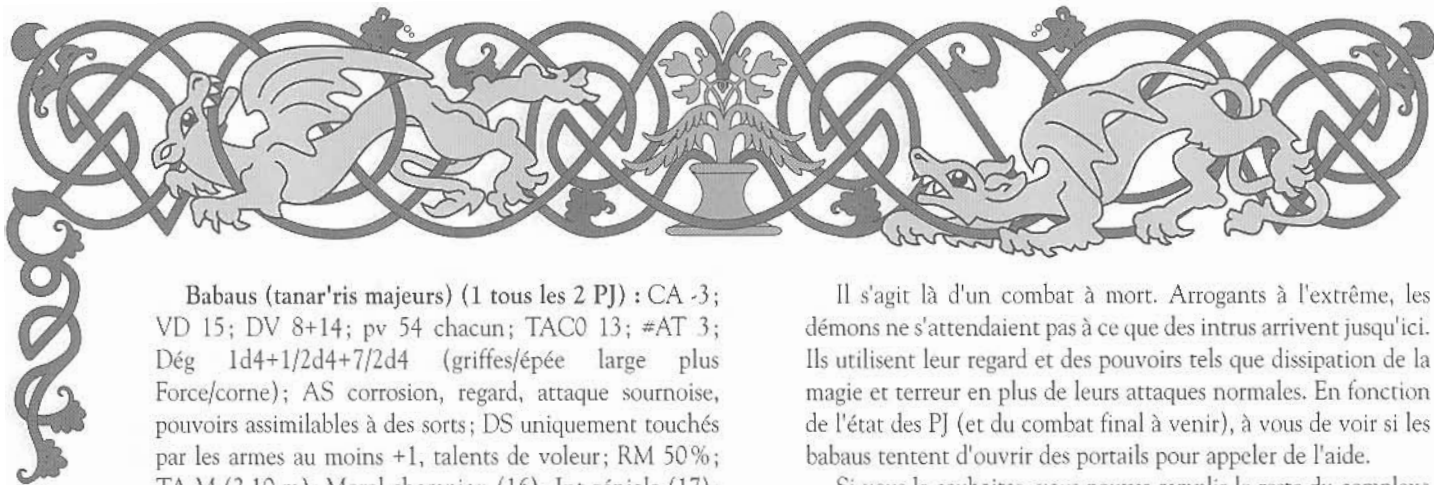 Babaus (tanar'ris majeurs) (1 tous les 2 PJ) : CA -3;
VD 15; DV 8+14; pv 54 chacun; TAC0 13; #AT 3;
Dég 1d4+1/2d4+7/2d4 (griffes/épée large plus
Force/corne); AS corrosion, regard, attaque sournoise,
pouvoirs assimilables à des sorts; DS uniquement touchés
par les armes au moins +1, talents de voleur; RM 50%;
Il s'agit là d'un combat à mort. Arrogants à l'extrême, les
démons ne s'attendaient pas à ce que des intrus arrivent jusqu'ici.
Ils utilisent leur regard et des pouvoirs tels que dissipation de la
magie et terreur en plus de leurs attaques normales. En fonction
de l'état des PJ (et du combat final à venir), à vous de voir si les
babaus tentent d'ouvrir des portails pour appeler de l'aide.